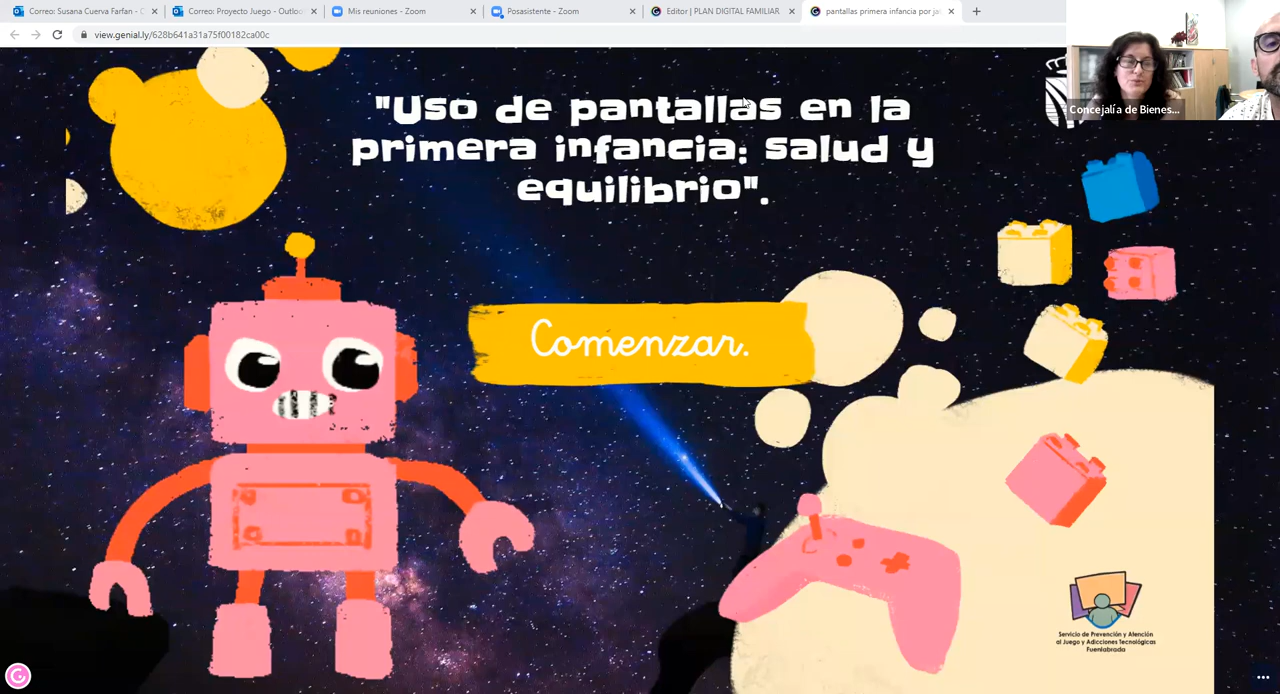 Correo: Susana Cuerva Farfan - C
Correo: Proyecto Juego - Outloo
Mis reuniones - Zoom
Posasistente - Zoom
Editor | PLAN DIGITAL FAMILIAR
pantallas primera infancia por ja
view.genial.ly/628b641a31a75f00182ca00c
Concejalía de Bienes...
"Uso de pantallas en la
primera infancia: salud y
equilibrio".
Comenzar.
Servicio de Prevención y Atención
al Juego y Adicciones Tecnológicas
Fuenlabrada